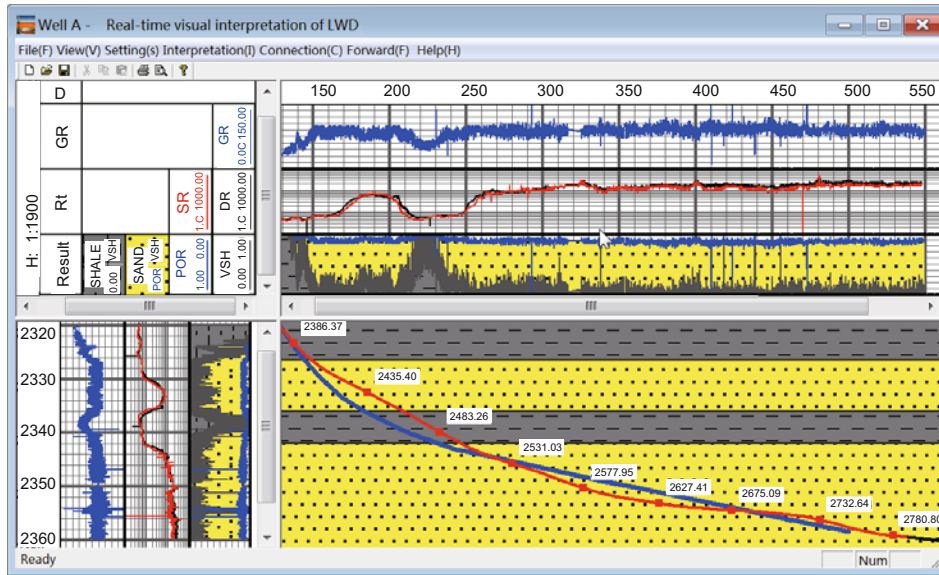 Well A - Real-time visual interpretation of LWD
File(F) View(V) Setting(s) Interpretation(I) Connection(C) Forward(F) Help(H)
H: 1:1900
D
GR
GR
0.0C 150.00
Rt
SR
1.C 10000.00
DR
1.C 10000.00
Result
SHALE
0.00 VSH
SAND
POR VSH
POR
1.00 0.00
VSH
0.00 1.00
150 200 250 300 350 400 450 500 550
2320
2330
2340
2350
2360
2386.37
2435.40
2483.26
2531.03
2577.95
2627.41
2675.09
2732.64
2780.80
Ready
Num